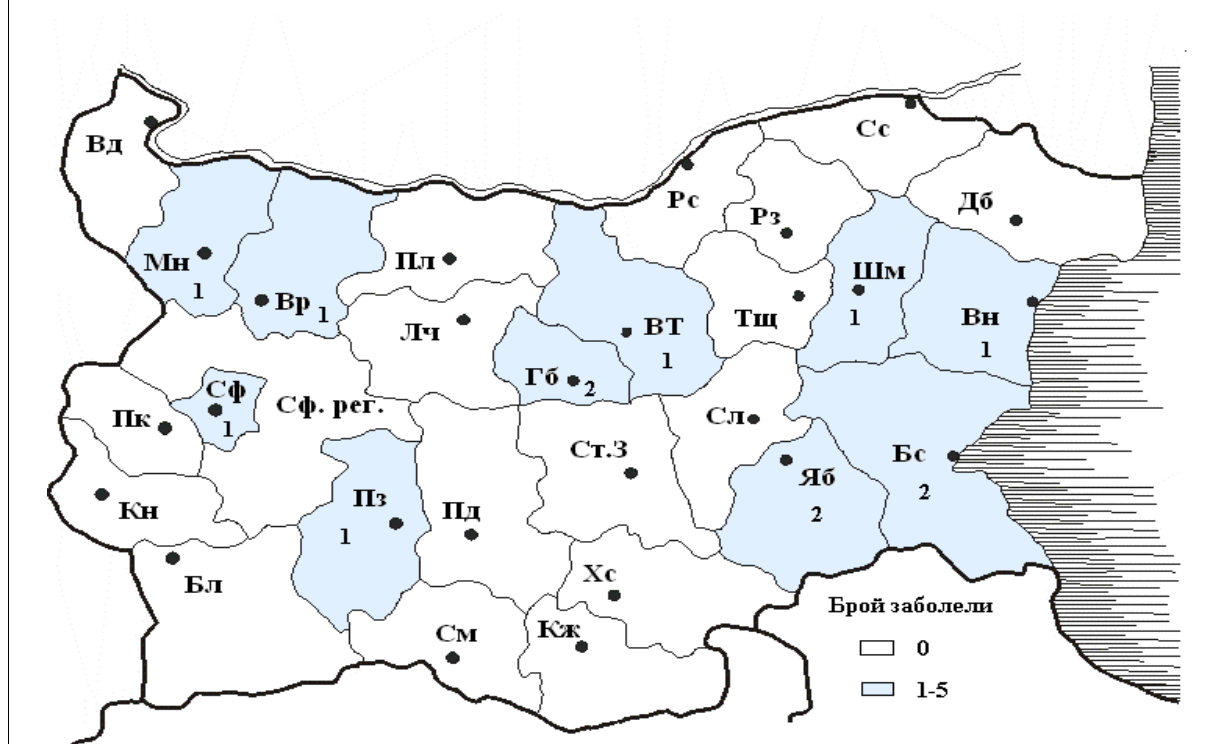 Сс
Вд
Рс
Рз
Дб
Мн
1
Вр 1
Пл
Шм
1
Лч
ВТ
1
Тщ
Вн
1
Гб 2
Сф
1
Сф. рег.
Пк
Сл
Ст.З
Бс
2
Яб
2
Пз
1
Кн
Пд
Бл
Хс
См
Кж
Брой заболели
0
1-5